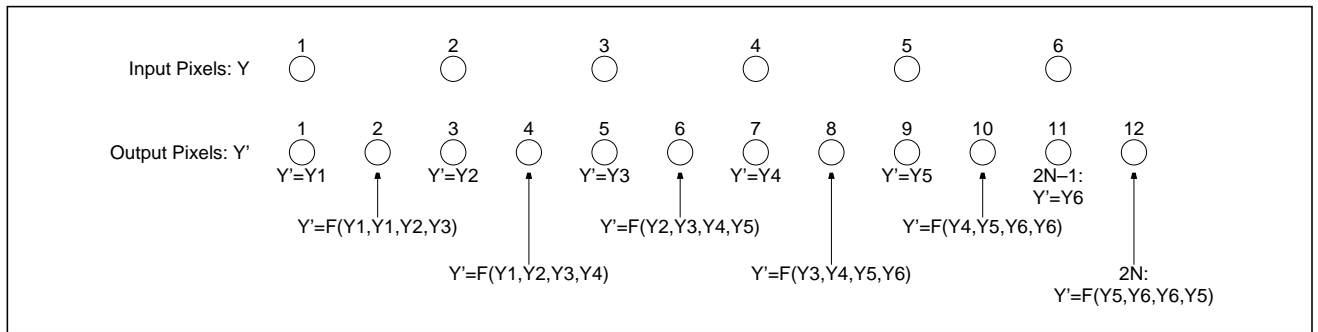 1 2 3 4 5 6
Input Pixels: Y
1 2 3 4 5 6 7 8 9 10 11 12
Output Pixels: Y’
Y’=Y1 Y’=Y2 Y’=Y3 Y’=Y4 Y’=Y5 2N–1:
Y’=Y6
Y’=F(Y1,Y1,Y2,Y3) Y’=F(Y2,Y3,Y4,Y5) Y’=F(Y4,Y5,Y6,Y6)
Y’=F(Y1,Y2,Y3,Y4) Y’=F(Y3,Y4,Y5,Y6) 2N:
Y’=F(Y5,Y6,Y6,Y5)